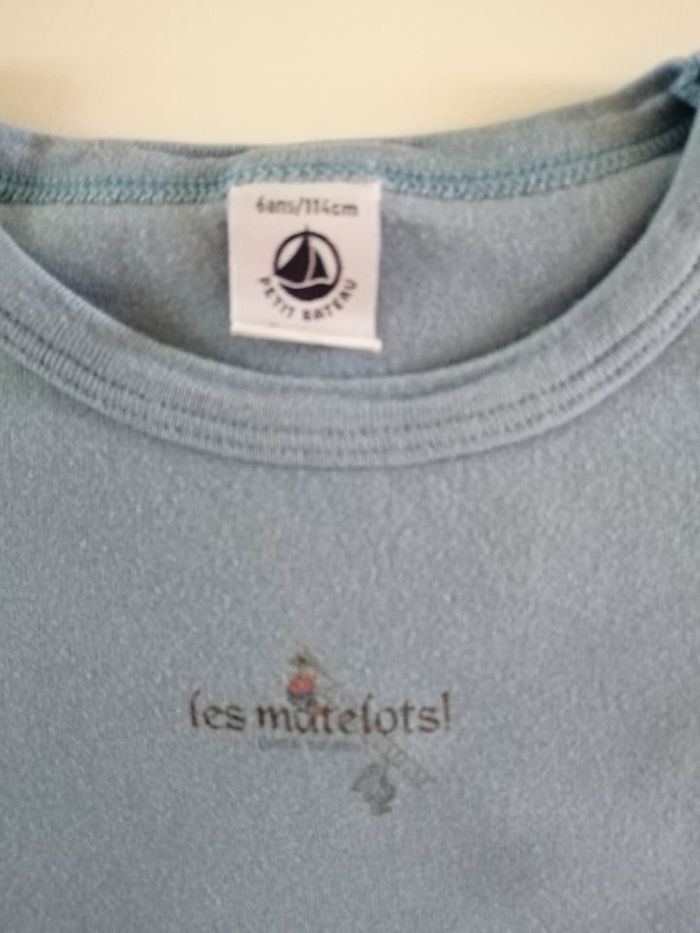 6ans/114cm
PETIT BATEAU
les matelots!